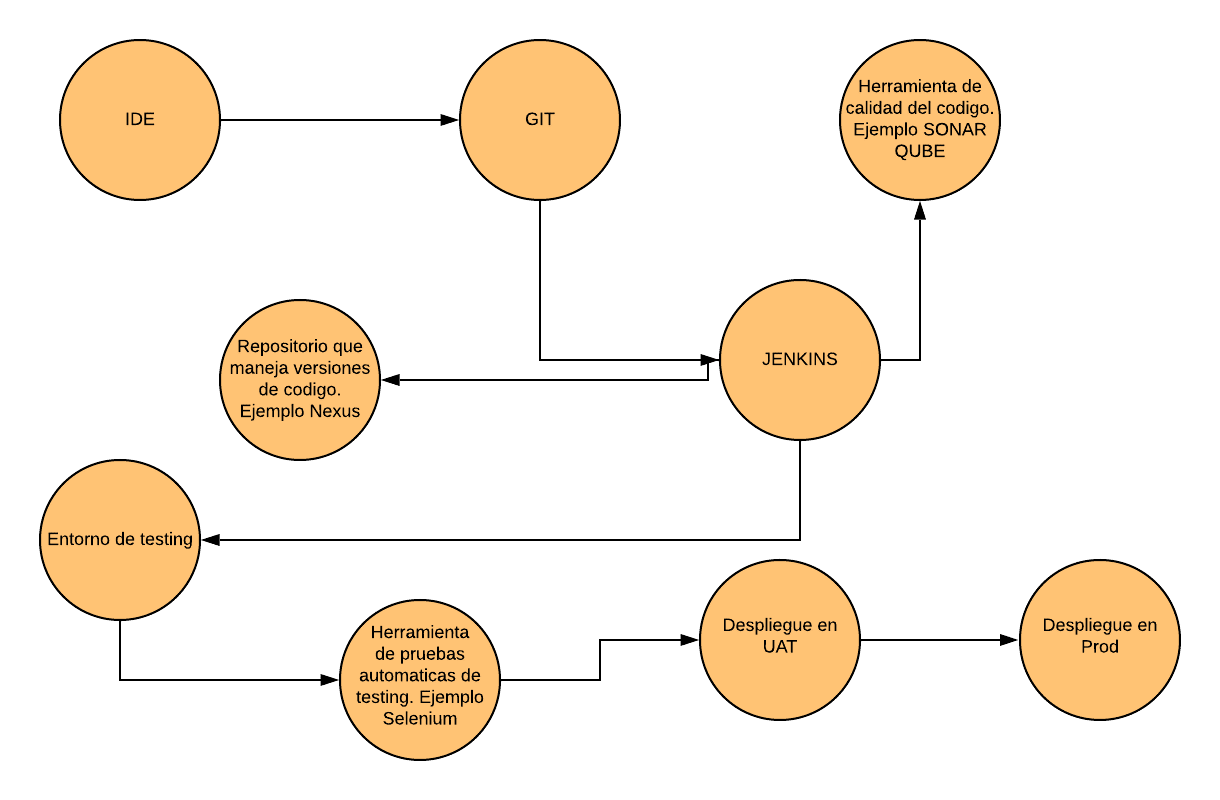 IDE
GIT
Herramienta de
calidad del codigo.
Ejemplo SONAR
QUBE
Repositorio que
maneja versiones
de codigo.
Ejemplo Nexus
JENKINS
Entorno de testing
Herramienta
de pruebas
automaticas de
testing. Ejemplo
Selenium
Despliegue en
UAT
Despliegue en
Prod